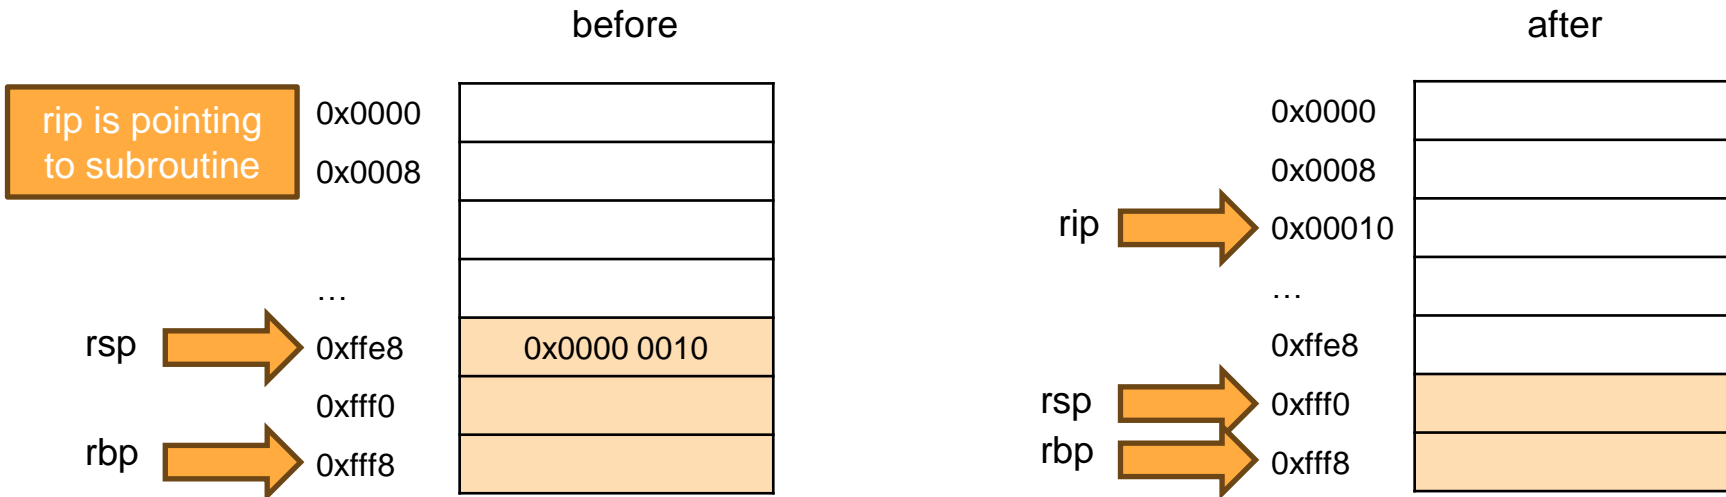 before
rip is pointing
to subroutine
0x0000
0x0008
…
rsp
0xffe8
0x0000 0010
0xfff0
rbp
0xfff8
after
0x0000
0x0008
rip
0x00010
…
0xffe8
rsp
0xfff0
rbp
0xfff8